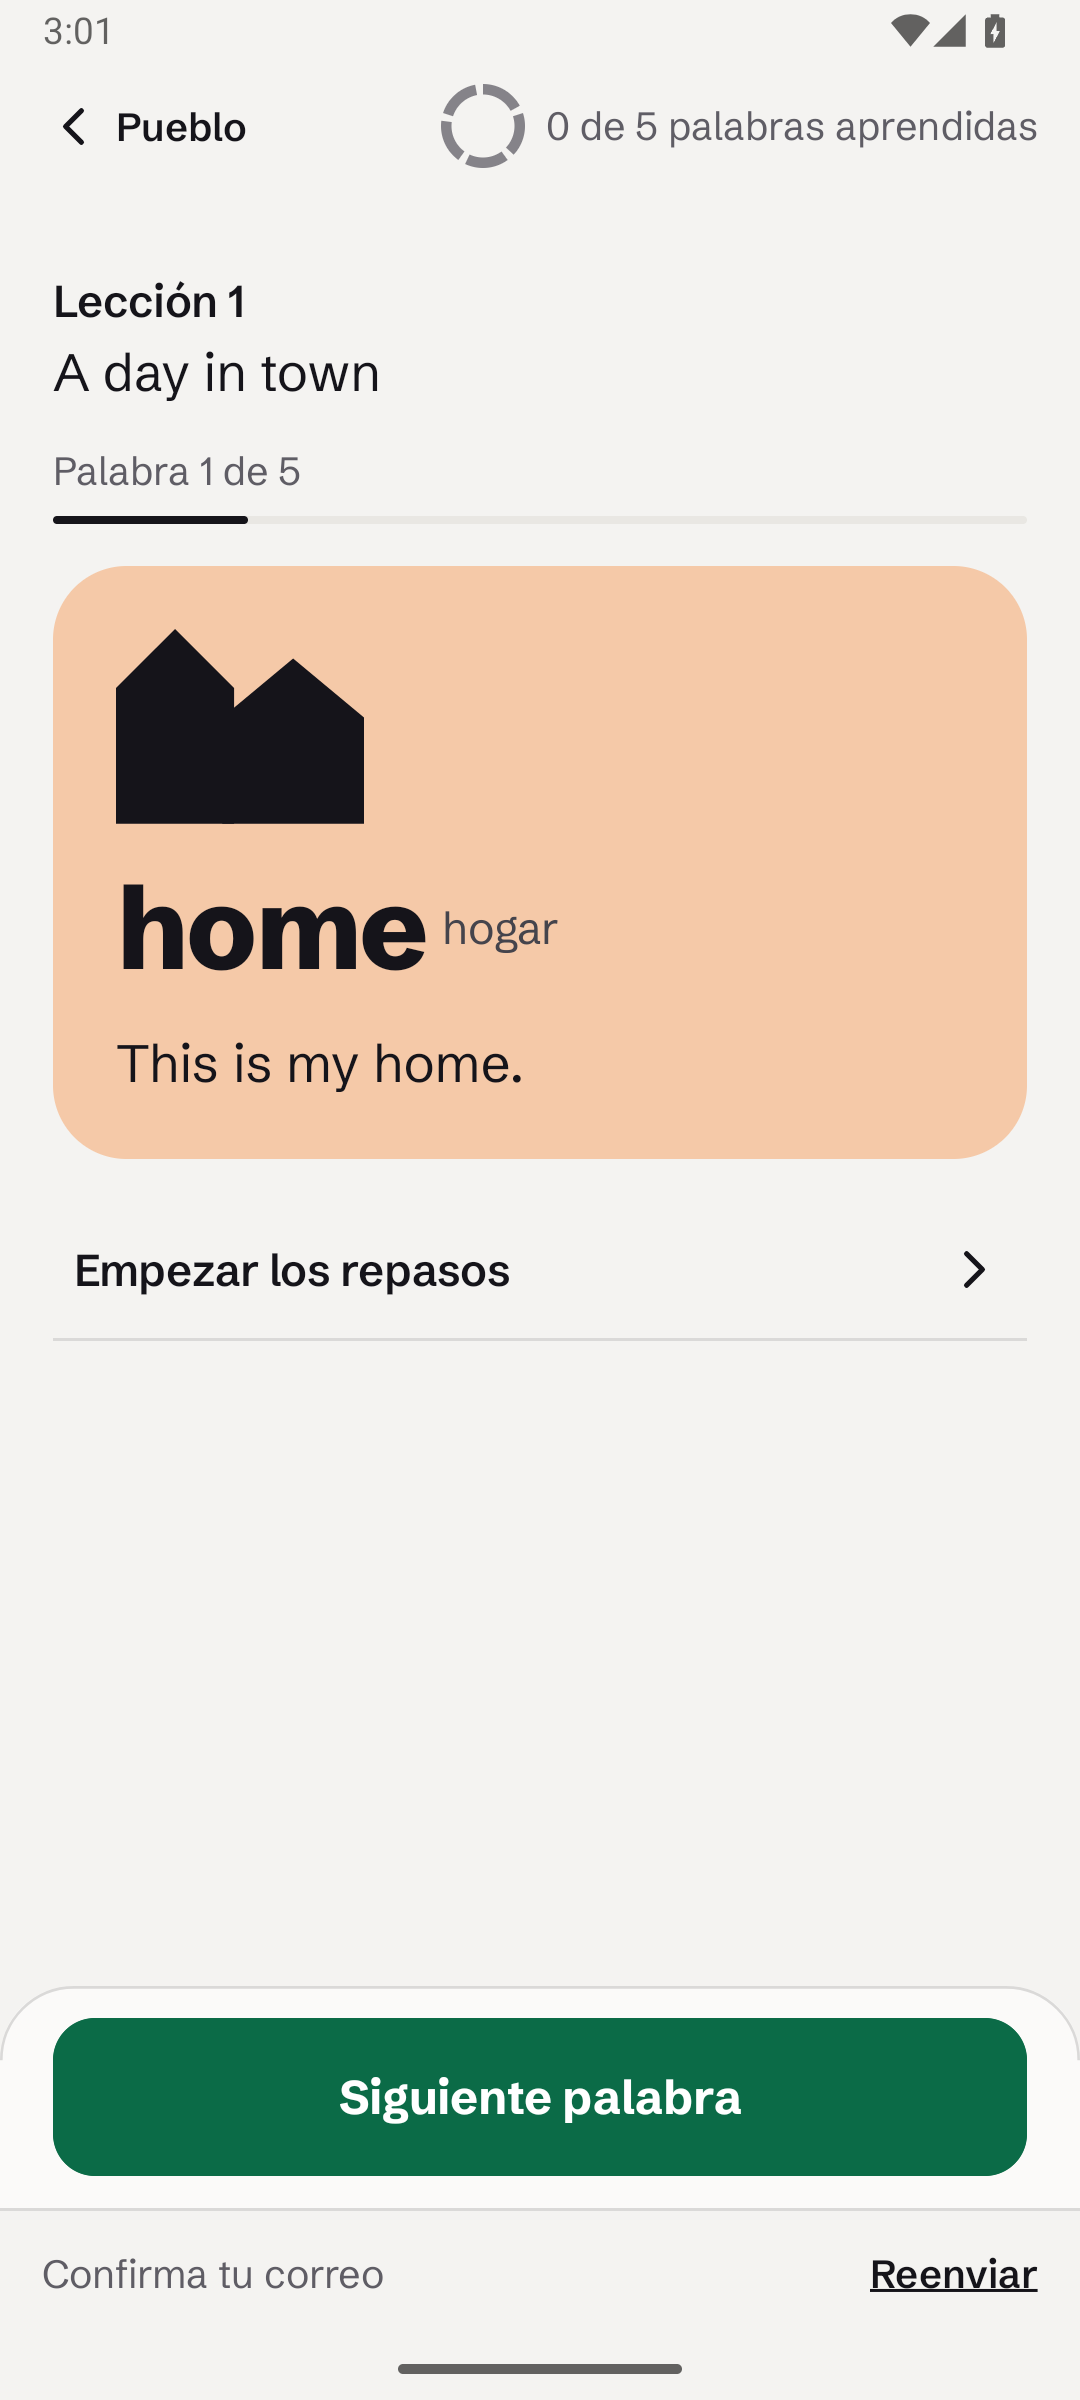 3:01
Pueblo
0 de 5 palabras aprendidas
Lección 1
A day in town
Palabra 1 de 5
home hogar
This is my home.
Empezar los repasos
Siguiente palabra
Confirma tu correo
Reenviar